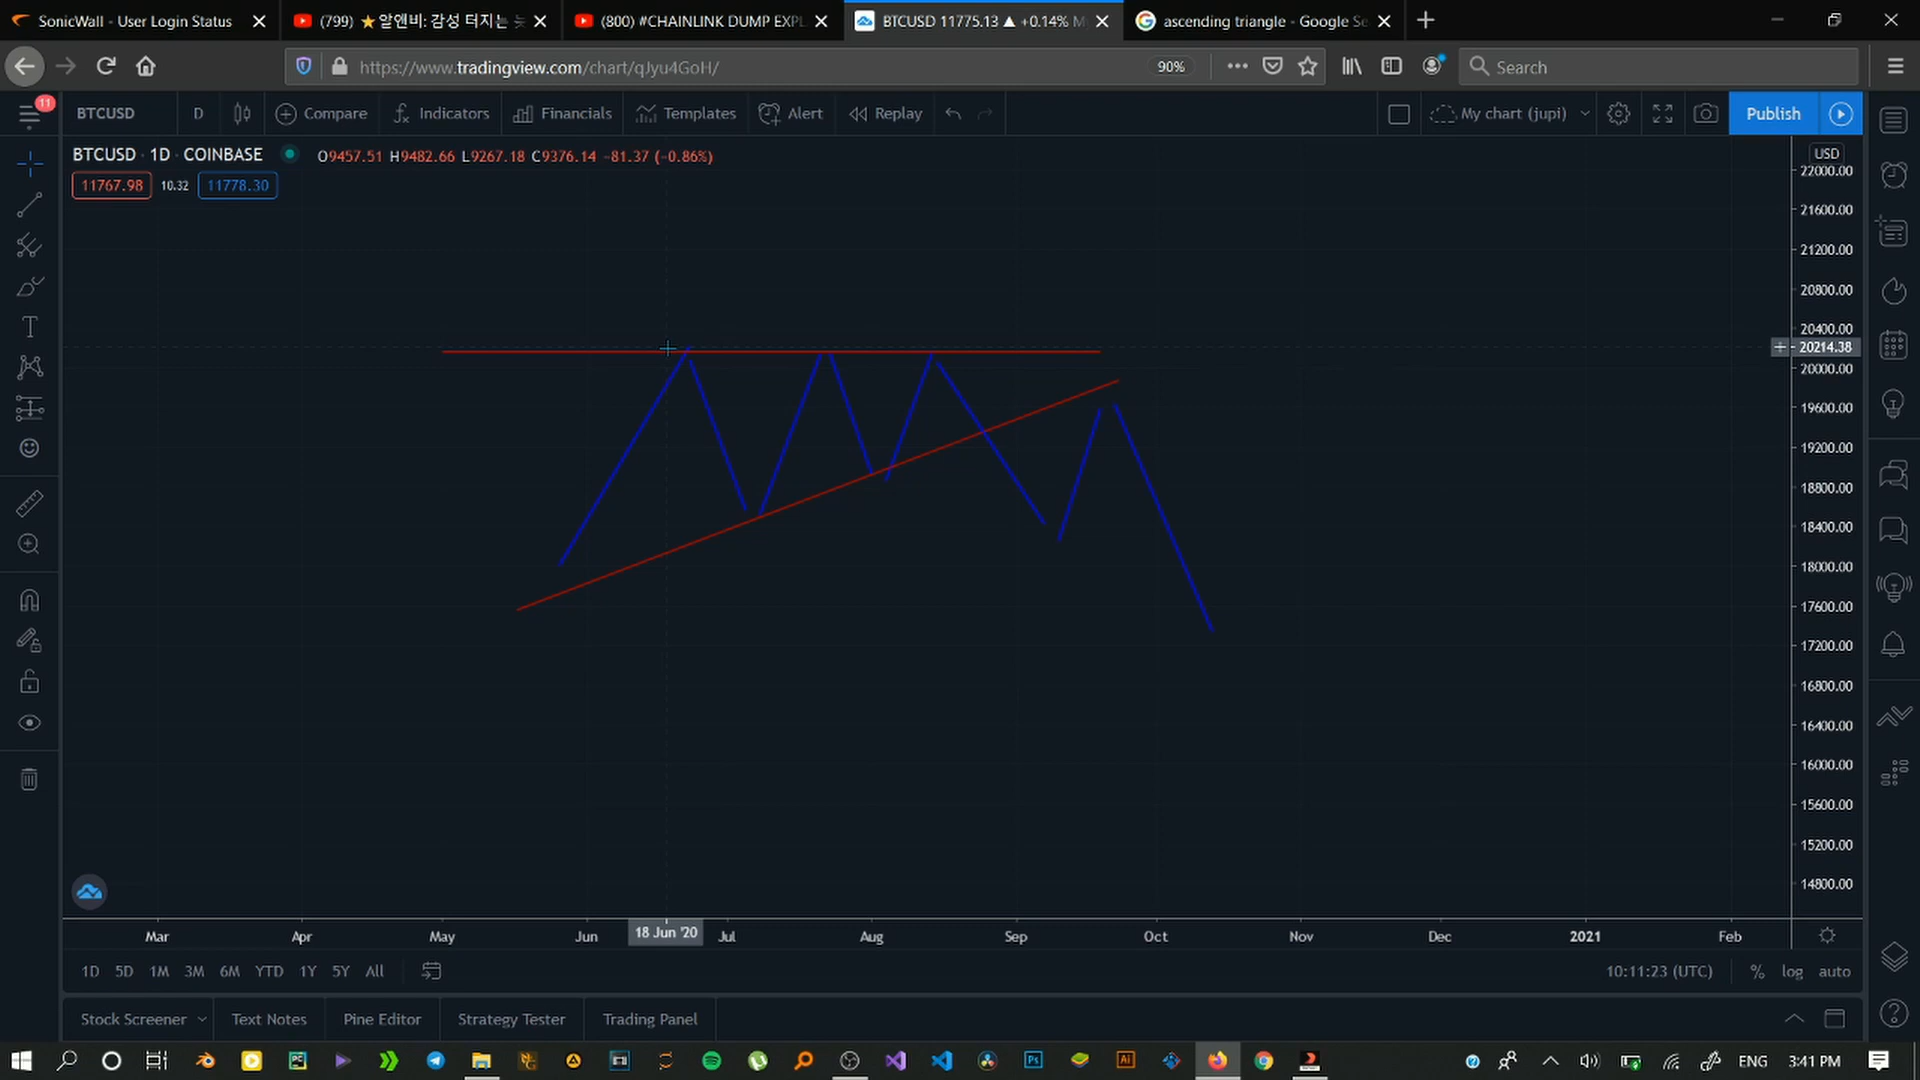 SonicWall - User Login Status
(799) ⭐알앤비: 감성 터지는
(800) #CHAINLINK DUMP EXPL
BTCUSD 11775.13 ▲ +0.14% M
ascending triangle - Google Se
https://www.tradingview.com/chart/qJyu4GoH/
90%
Search
11
BTCUSD
D
Compare
Indicators
Financials
Templates
Alert
Replay
My chart (jupi)
Publish
BTCUSD · 1D · COINBASE
O9457.51 H9482.66 L9267.18 C9376.14 -81.37 (-0.86%)
11767.98 10.32 11778.30
USD
22000.00
21600.00
21200.00
20800.00
20400.00
20214.38
20000.00
19600.00
19200.00
18800.00
18400.00
18000.00
17600.00
17200.00
16800.00
16400.00
16000.00
15600.00
15200.00
14800.00
Mar Apr May Jun 18 Jun '20 Jul Aug Sep Oct Nov Dec 2021 Feb
1D 5D 1M 3M 6M YTD 1Y 5Y All
10:11:23 (UTC) % log auto
Stock Screener Text Notes Pine Editor Strategy Tester Trading Panel
ENG 3:41 PM